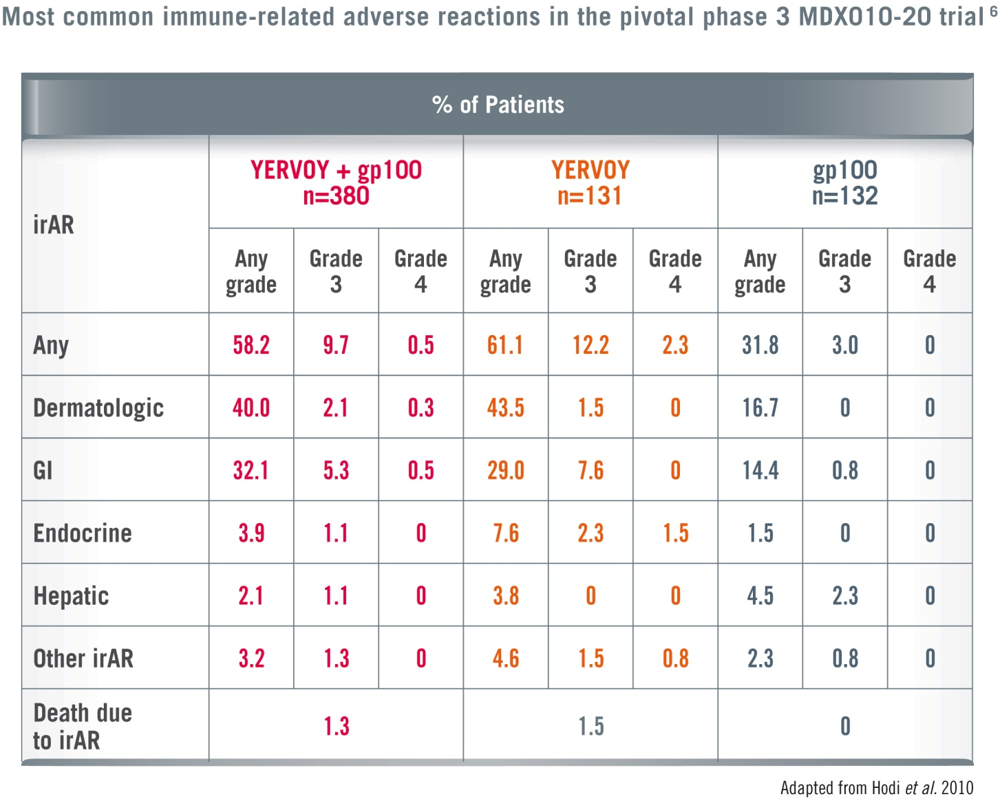 Most common immune-related adverse reactions in the pivotal phase 3 MDX010-20 trial 6
% of Patients
irAR
YERVOY + gp100
n=380
YERVOY
n=131
gp100
n=132
Any grade Grade 3 Grade 4 Any grade Grade 3 Grade 4 Any grade Grade 3 Grade 4
Any 58.2 9.7 0.5 61.1 12.2 2.3 31.8 3.0 0
Dermatologic 40.0 2.1 0.3 43.5 1.5 0 16.7 0 0
GI 32.1 5.3 0.5 29.0 7.6 0 14.4 0.8 0
Endocrine 3.9 1.1 0 7.6 2.3 1.5 1.5 0 0
Hepatic 2.1 1.1 0 3.8 0 0 4.5 2.3 0
Other irAR 3.2 1.3 0 4.6 1.5 0.8 2.3 0.8 0
Death due
to irAR
1.3 1.5 0
Adapted from Hodi et al. 2010